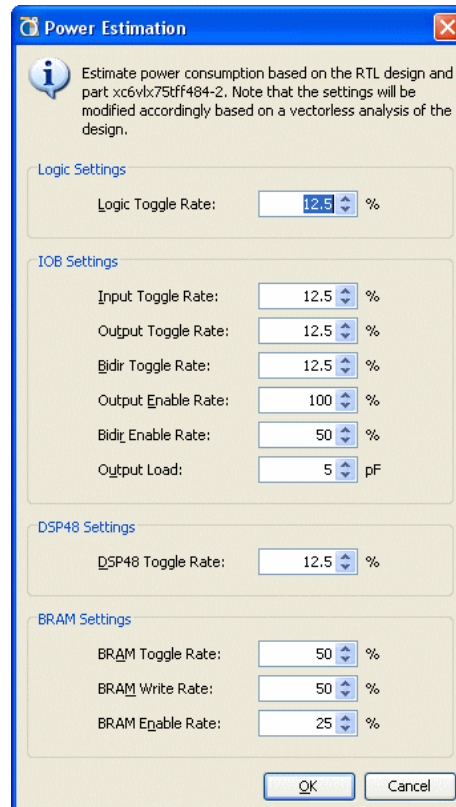 Power Estimation
Estimate power consumption based on the RTL design and
part xc6vlx75tff484-2. Note that the settings will be
modified accordingly based on a vectorless analysis of the
design.
Logic Settings
Logic Toggle Rate: 12.5 %
IOB Settings
Input Toggle Rate: 12.5 %
Output Toggle Rate: 12.5 %
Bidir Toggle Rate: 12.5 %
Output Enable Rate: 100 %
Bidir Enable Rate: 50 %
Output Load: 5 pF
DSP48 Settings
DSP48 Toggle Rate: 12.5 %
BRAM Settings
BRAM Toggle Rate: 50 %
BRAM Write Rate: 50 %
BRAM Enable Rate: 25 %
OK Cancel